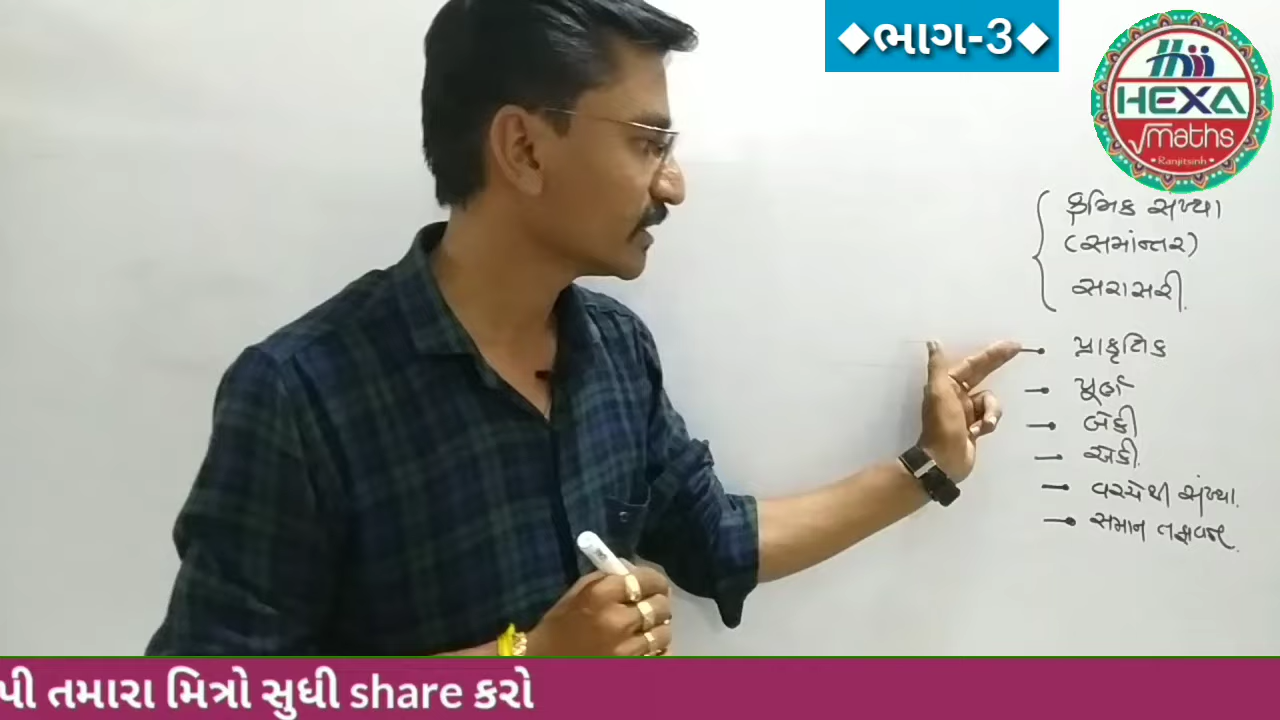 ◆ભાગ-3◆
HEXA
√maths
• Ranjitsinh •
ક્રમિક સંખ્યા
(સમાંન્તર)
સરાસરી.
પ્રાકૃતિક
પૂર્ણ
બેકી
એકી.
વચ્ચેથી સંખ્યા.
સમાન તફાવત.
પી તમારા મિત્રો સુધી share કરો